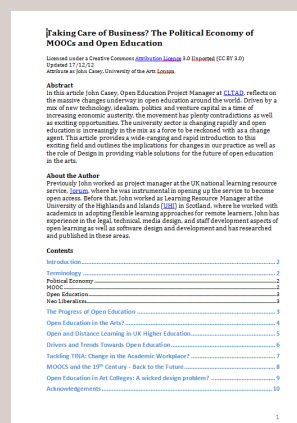 Taking Care of Business? The Political Economy of
MOOCs and Open Education
Licensed under a Creative Commons Attribution Licence 3.0 Unported (CC BY 3.0)
Updated 17/12/12
Attribute as John Casey, University of the Arts London
Abstract
In this article John Casey, Open Education Project Manager at CLTAD, reflects on
the massive changes underway in open education around the world. Driven by a
mix of new technology, idealism, politics and venture capital in a time of
increasing economic austerity, the movement has plenty contradictions as well
as exciting opportunities. The university sector is changing rapidly and open
education is increasingly in the mix as a force to be reckoned with as a change
agent. This article provides a wide-ranging and rapid introduction to this
exciting field and outlines the implications for changes in our practice as well as
the role of Design in providing viable solutions for the future of open education
in the arts.
About the Author
Previously John worked as project manager at the UK national learning resource
service, Jorum, where he was instrumental in opening up the service to become
open access. Before that, John worked as Learning Resource Manager at the
University of the Highlands and Islands (UHI) in Scotland, where he worked with
academics in adopting flexible learning approaches for remote learners. John has
experience in the legal, technical, media design, and staff development aspects of
open learning as well as software design and development and has researched
and published in these areas.
Contents
Introduction 2
Terminology 2
Political Economy 2
MOOC 2
Open Education 3
Neo Liberalism 3
The Progress of Open Education 3
Open Education in the Arts? 4
Open and Distance Learning in UK Higher Education 5
Drivers and Trends Towards Open Education 6
Tackling TINA: Change in the Academic Workplace? 7
MOOCS and the 19th Century - Back to the Future 8
Open Education in Art Colleges: A wicked design problem? 9
Acknowledgements 10
1